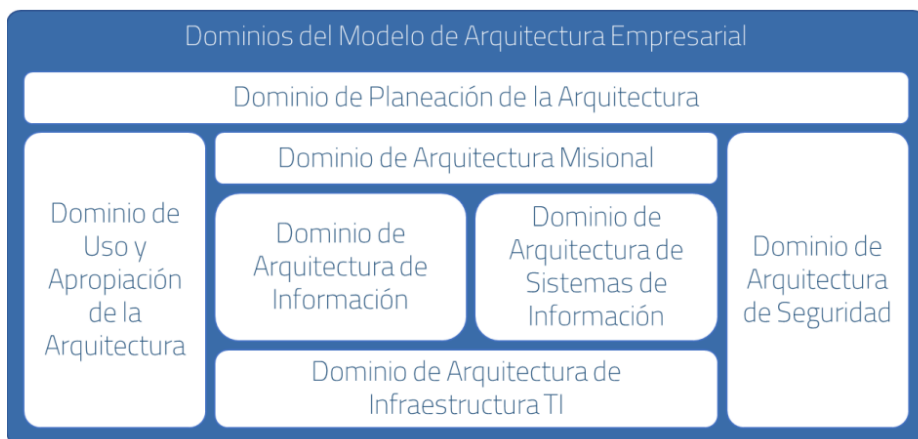 Dominios del Modelo de Arquitectura Empresarial
Dominio de Planeación de la Arquitectura
Dominio de
Uso y
Apropiación
de la
Arquitectura
Dominio de Arquitectura Misional
Dominio de
Arquitectura de
Información
Dominio de
Arquitectura de
Sistemas de
Información
Dominio de Arquitectura de
Infraestructura TI
Dominio de
Arquitectura
de Seguridad